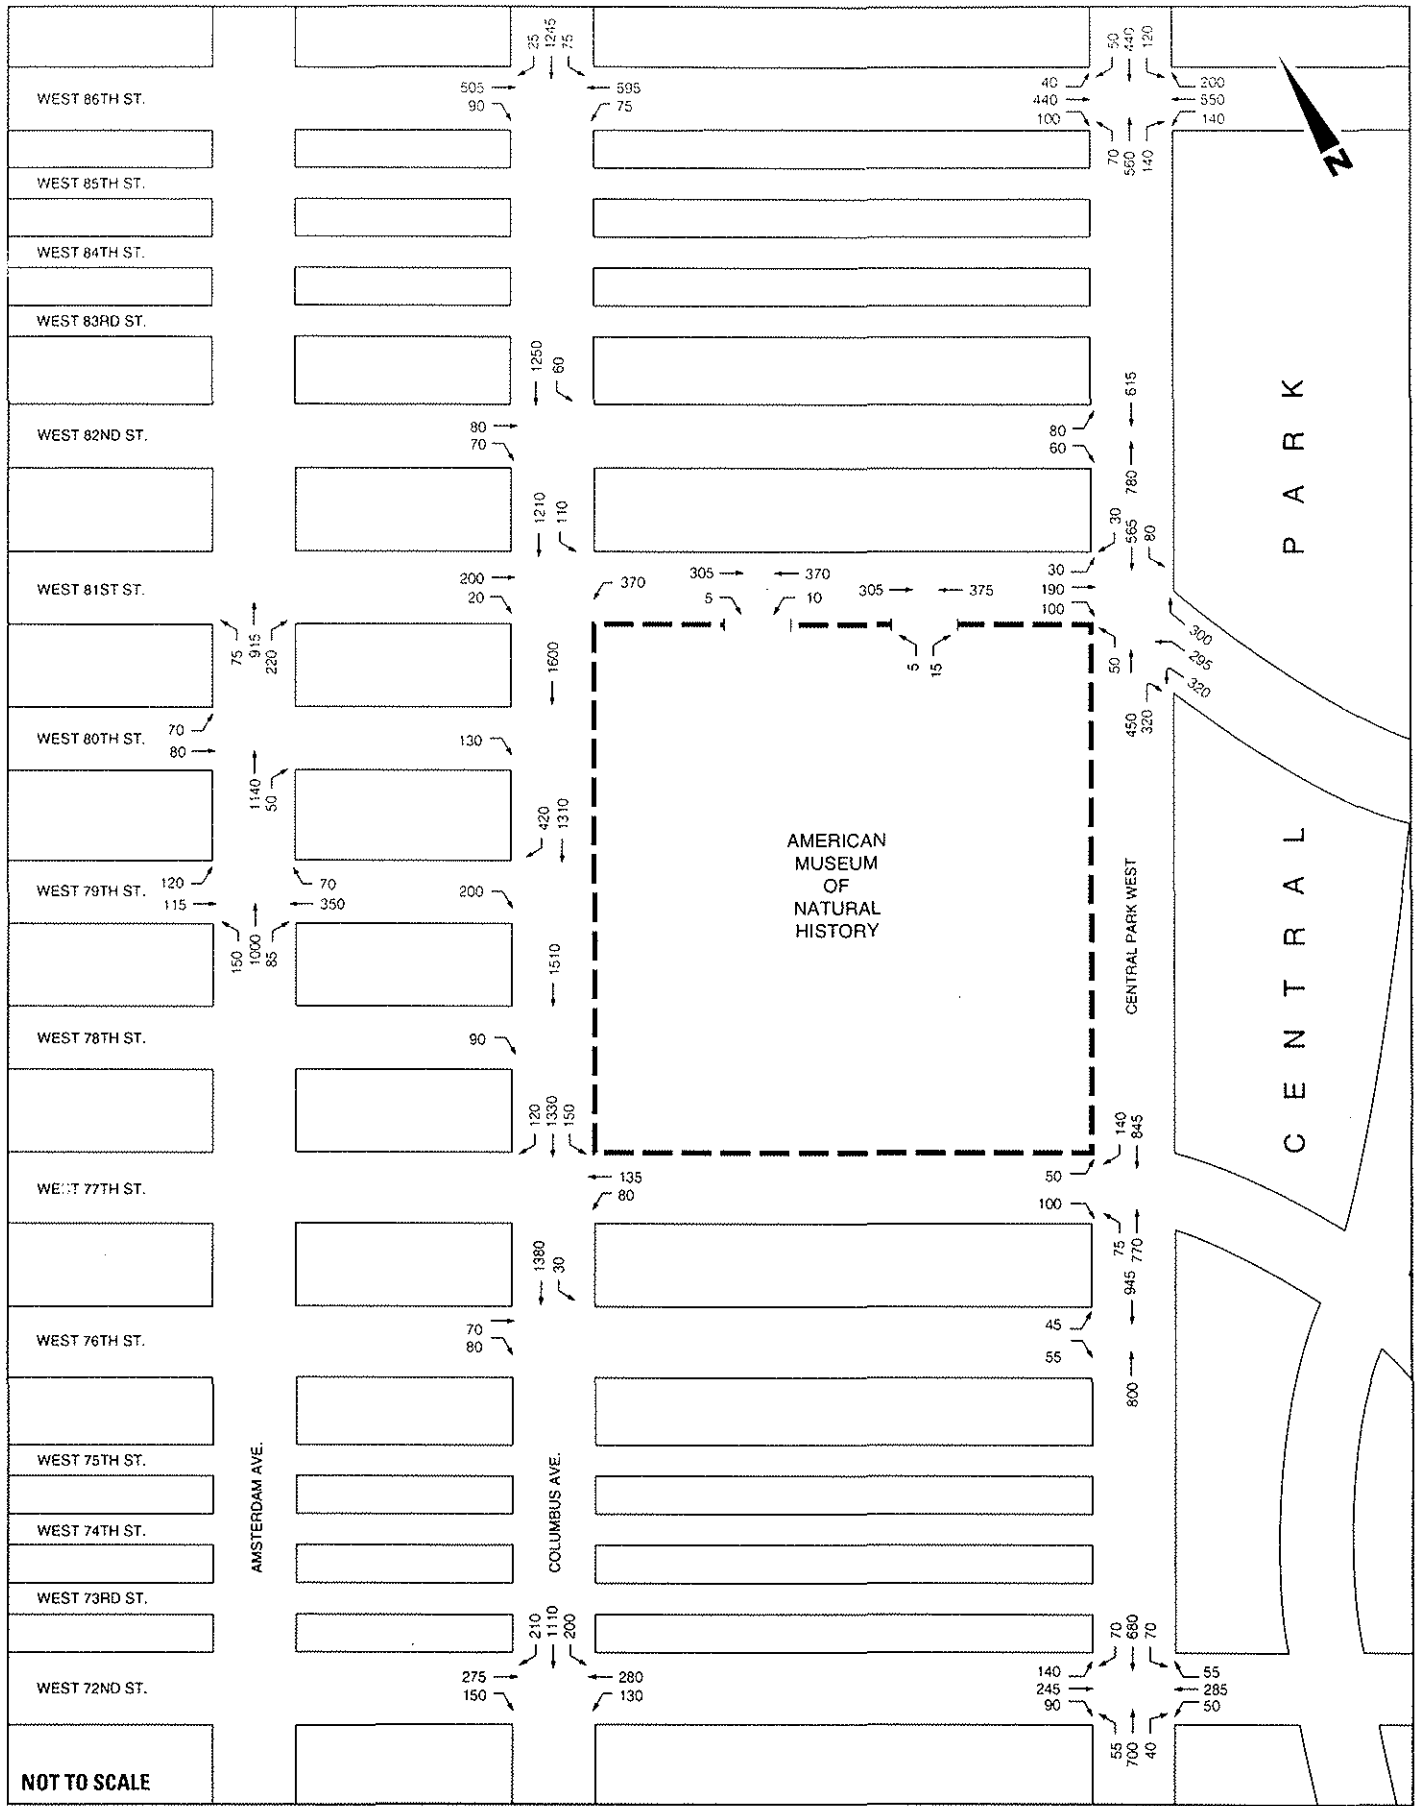 25 1245 75
50 440 120
505 595
90 75
40 200
440 550
100 140
WEST 86TH ST.
70 560 140
N
WEST 85TH ST.
WEST 84TH ST.
WEST 83RD ST.
1250 60
615
80
70
80
60
WEST 82ND ST.
780
1210 110
30 565 80
200
20
370
305 370
5 10
305 375
30
190
100
WEST 81ST ST.
300
295
320
75 915 220
1600
5 15
50
450 320
70
80
WEST 80TH ST.
130
1140 50
420 1310
AMERICAN
MUSEUM
OF
NATURAL
HISTORY
120 70
115 350
WEST 79TH ST.
200
150 1000 85
1510
CENTRAL PARK WEST
CENTRAL PARK
WEST 78TH ST.
90
120 1330 150
140 845
135
80
50
100
WEST 77TH ST.
75 770
1380 30
945
70
80
45
55
WEST 76TH ST.
800
WEST 75TH ST.
AMSTERDAM AVE.
COLUMBUS AVE.
WEST 74TH ST.
WEST 73RD ST.
210 1110 200
70 680 70
275 280
150 130
140 55
245 285
90 50
WEST 72ND ST.
55 700 40
NOT TO SCALE